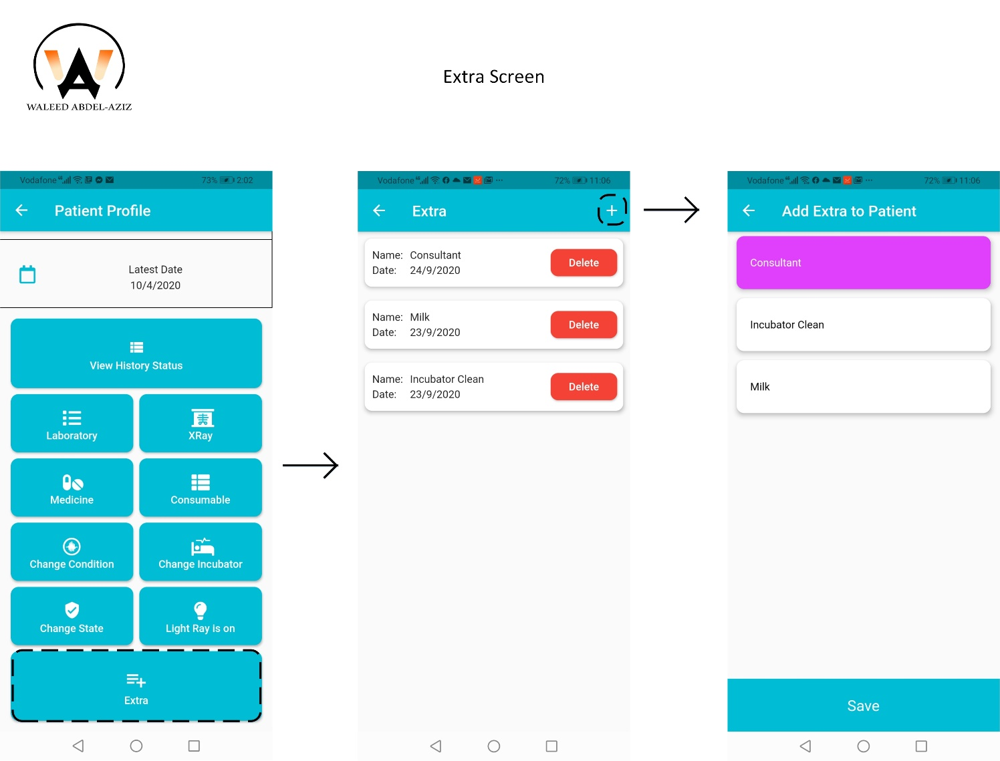 WALEED ABDEL-AZIZ
Extra Screen
Vodafone 73% 2:02
Patient Profile
Latest Date
10/4/2020
View History Status
Laboratory XRay
Medicine Consumable
Change Condition Change Incubator
Change State Light Ray is on
Extra
Vodafone 72% 11:06
Extra
Name: Consultant
Date: 24/9/2020
Delete
Name: Milk
Date: 23/9/2020
Delete
Name: Incubator Clean
Date: 23/9/2020
Delete
Vodafone 72% 11:06
Add Extra to Patient
Consultant
Incubator Clean
Milk
Save